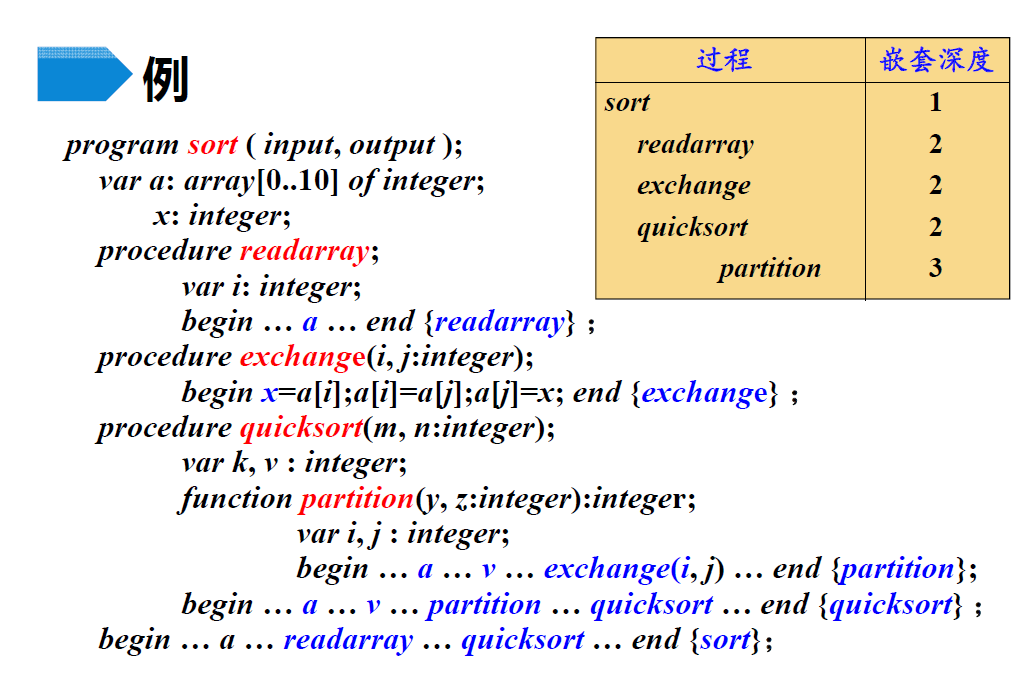 例
过程 嵌套深度
sort 1
readarray 2
exchange 2
quicksort 2
partition 3
program sort ( input, output );
var a: array[0..10] of integer;
x: integer;
procedure readarray;
var i: integer;
begin … a … end {readarray} ；
procedure exchange(i, j:integer);
begin x=a[i];a[i]=a[j];a[j]=x; end {exchange} ；
procedure quicksort(m, n:integer);
var k, v : integer;
function partition(y, z:integer):integer;
var i, j : integer;
begin … a … v … exchange(i, j) … end {partition};
begin … a … v … partition … quicksort … end {quicksort} ；
begin … a … readarray … quicksort … end {sort}；